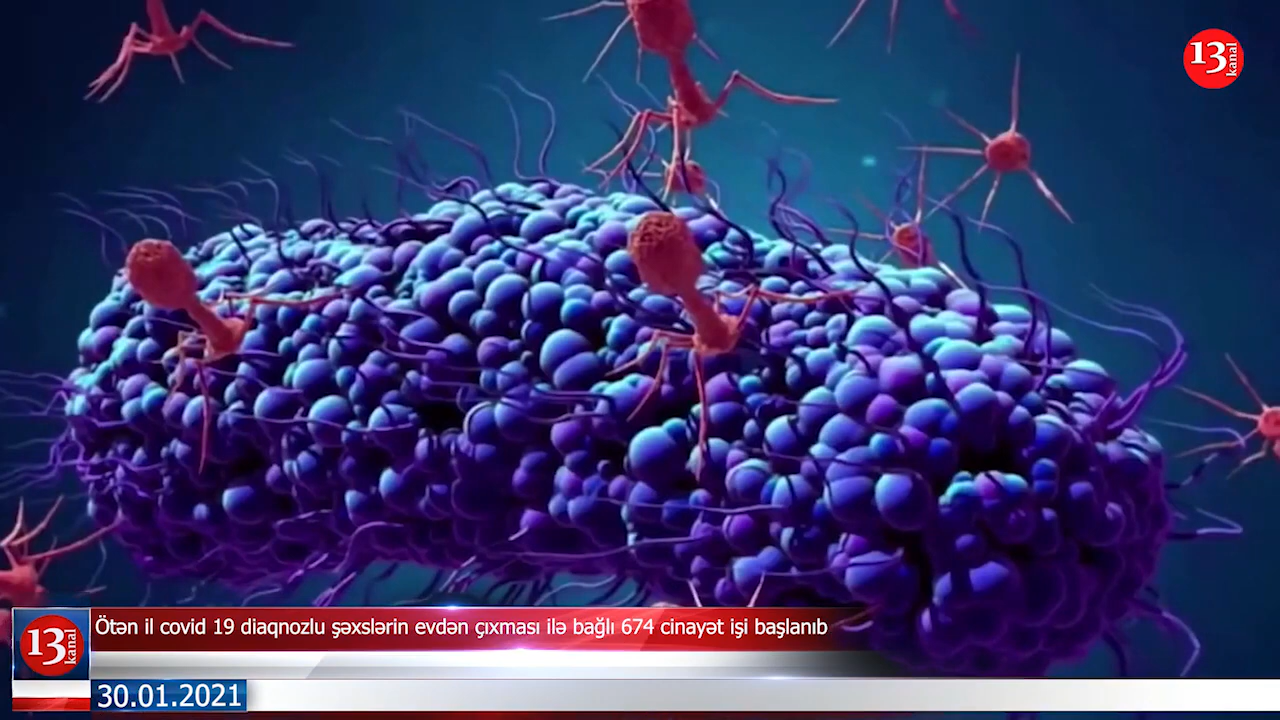 13 kanal
Ötən il covid 19 diaqnozlu şəxslərin evdən çıxması ilə bağlı 674 cinayət işi başlanıb
13 kanal
30.01.2021